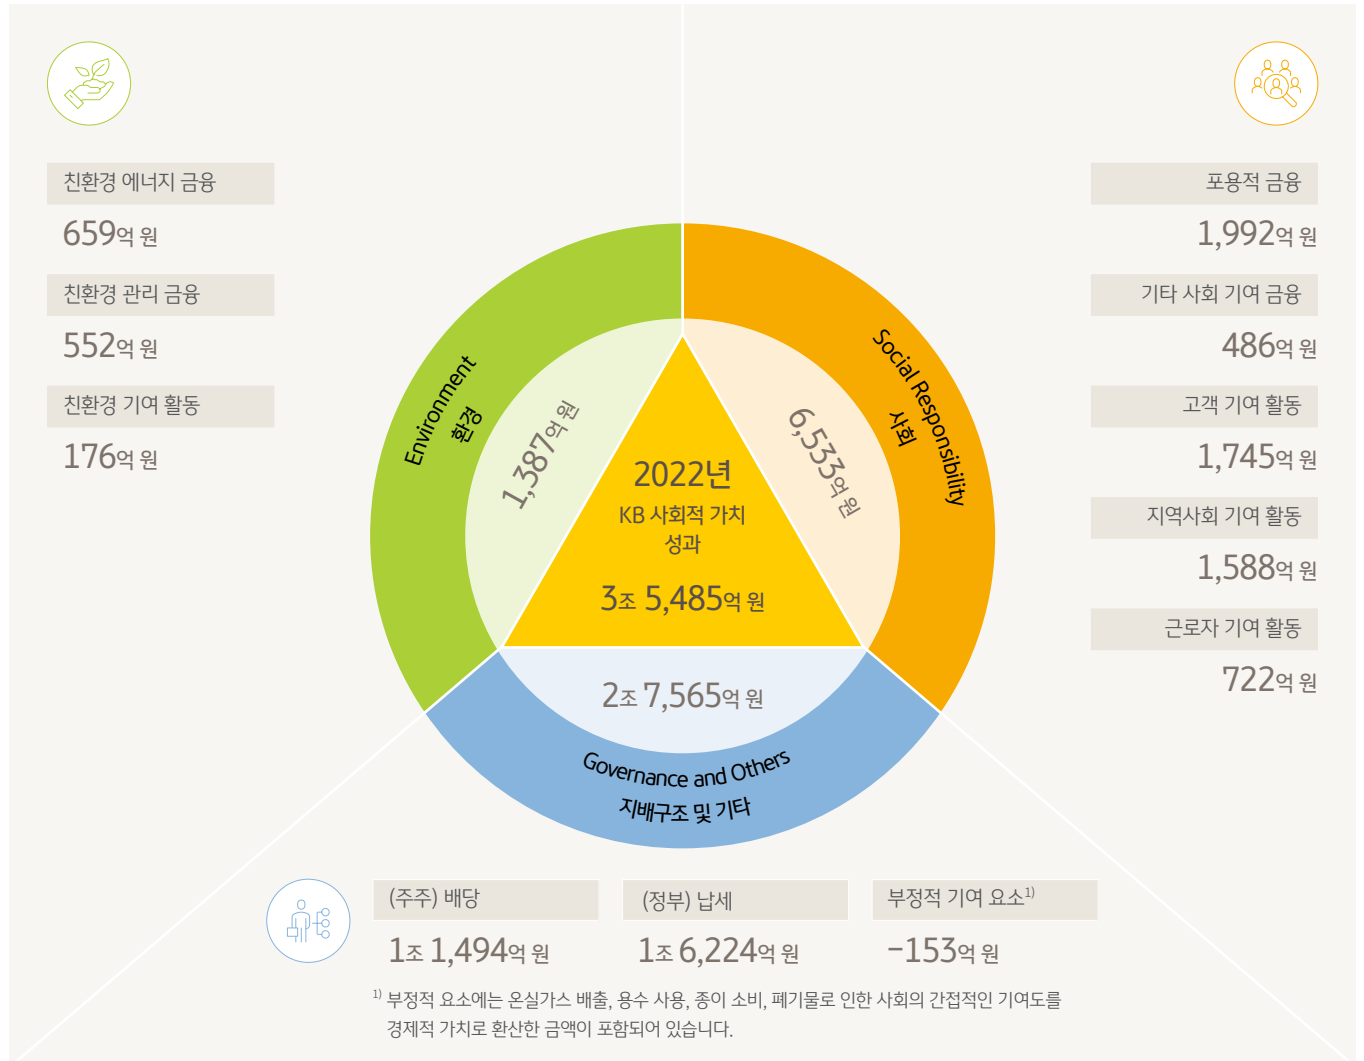 친환경 에너지 금융
659억 원
친환경 관리 금융
552억 원
친환경 기여 활동
176억 원
포용적 금융
1,992억 원
기타 사회 기여 금융
486억 원
고객 기여 활동
1,745억 원
지역사회 기여 활동
1,588억 원
근로자 기여 활동
722억 원
Environment
환경
1,387억 원
Social Responsibility
사회
6,533억 원
2022년
KB 사회적 가치
성과
3조 5,485억 원
2조 7,565억 원
Governance and Others
지배구조 및 기타
(주주) 배당
1조 1,494억 원
(정부) 납세
1조 6,224억 원
부정적 기여 요소1)
-153억 원
1) 부정적 요소에는 온실가스 배출, 용수 사용, 종이 소비, 폐기물로 인한 사회의 간접적인 기여도를
경제적 가치로 환산한 금액이 포함되어 있습니다.